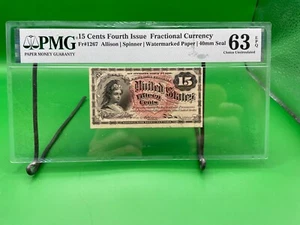 PMG
PAPER MONEY GUARANTY
15 Cents Fourth Issue Fractional Currency
Fr#1267 Allison | Spinner | Watermarked Paper | 40mm Seal
63 EPQ
Choice Uncirculated
15
United States
Fifteen
Cents